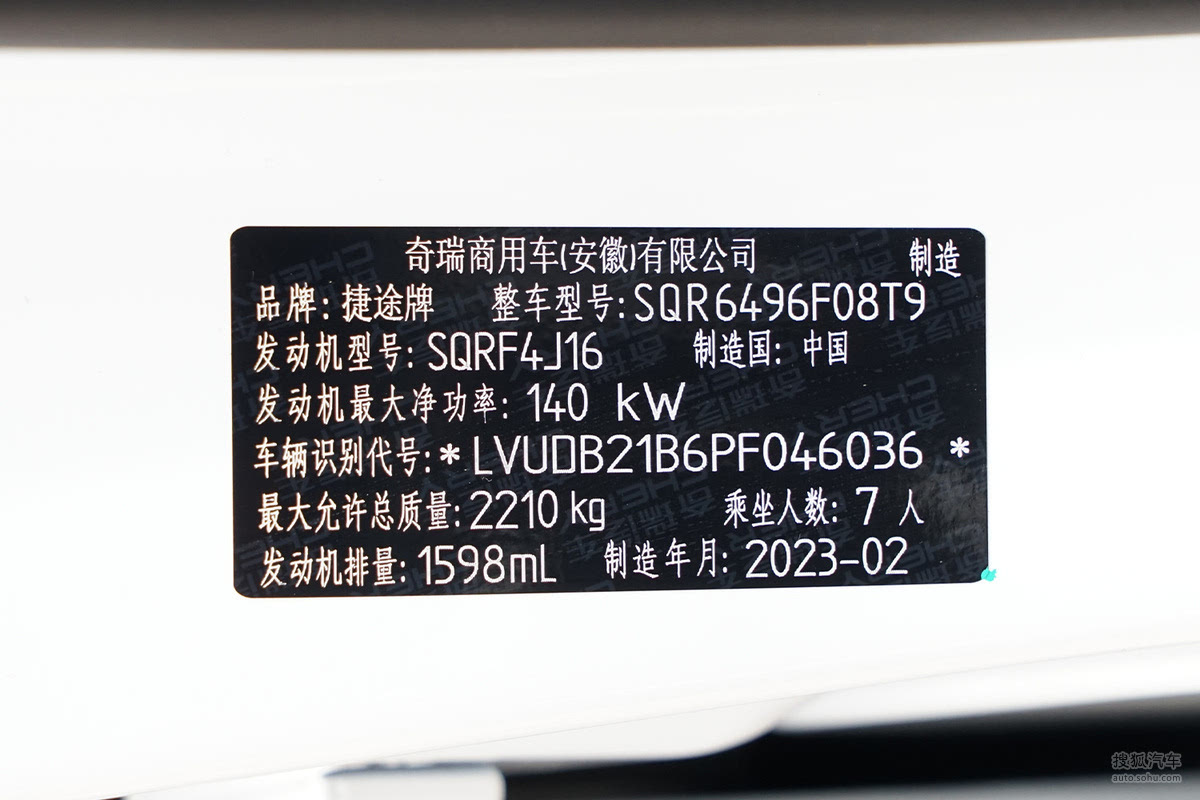 奇瑞商用车(安徽)有限公司 制造
品牌: 捷途牌 整车型号: SQR6496F08T9
发动机型号: SQRF4J16 制造国: 中国
发动机最大净功率: 140 kW
车辆识别代号: * LVUDB21B6PF046036 *
最大允许总质量: 2210 kg 乘坐人数: 7 人
发动机排量: 1598mL 制造年月: 2023-02
搜狐汽车
auto.sohu.com